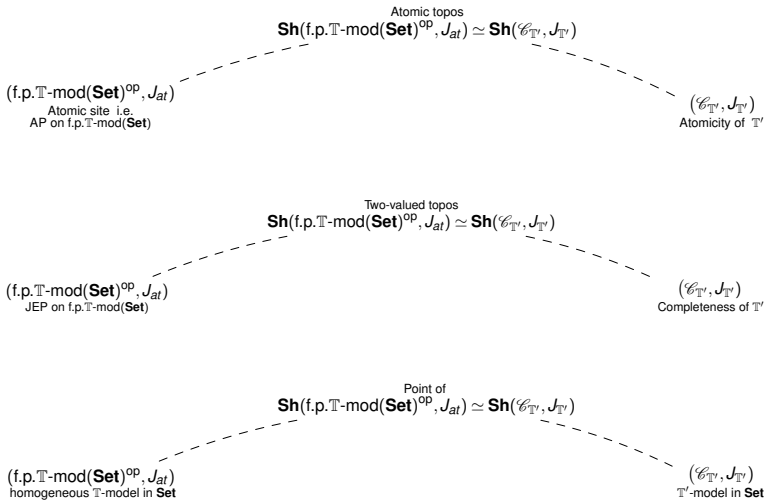 Atomic topos
Sh(f.p.𝕋-mod(Set)^op, J_at) ≃ Sh(𝒞_𝕋′, J_𝕋′)
(f.p.𝕋-mod(Set)^op, J_at)
Atomic site i.e.
AP on f.p.𝕋-mod(Set)
(𝒞_𝕋′, J_𝕋′)
Atomicity of 𝕋′
Two-valued topos
Sh(f.p.𝕋-mod(Set)^op, J_at) ≃ Sh(𝒞_𝕋′, J_𝕋′)
(f.p.𝕋-mod(Set)^op, J_at)
JEP on f.p.𝕋-mod(Set)
(𝒞_𝕋′, J_𝕋′)
Completeness of 𝕋′
Point of
Sh(f.p.𝕋-mod(Set)^op, J_at) ≃ Sh(𝒞_𝕋′, J_𝕋′)
(f.p.𝕋-mod(Set)^op, J_at)
homogeneous 𝕋-model in Set
(𝒞_𝕋′, J_𝕋′)
𝕋′-model in Set